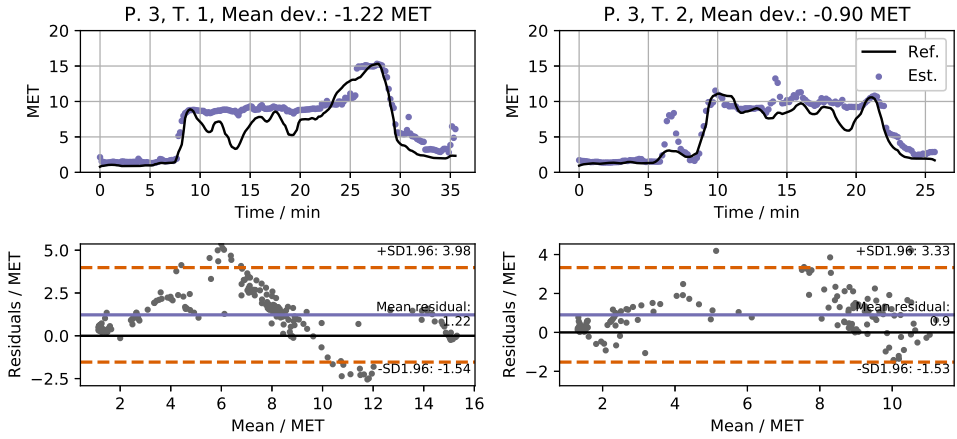 P. 3, T. 1, Mean dev.: -1.22 MET
20
15
10
5
0
MET
0 5 10 15 20 25 30 35
Time / min
P. 3, T. 2, Mean dev.: -0.90 MET
20
15
10
5
0
MET
Ref.
Est.
0 5 10 15 20 25
Time / min
5.0
2.5
0.0
−2.5
Residuals / MET
+SD1.96: 3.98
Mean residual:
1.22
-SD1.96: -1.54
2 4 6 8 10 12 14 16
Mean / MET
4
2
0
−2
Residuals / MET
+SD1.96: 3.33
Mean residual:
0.9
-SD1.96: -1.53
2 4 6 8 10
Mean / MET